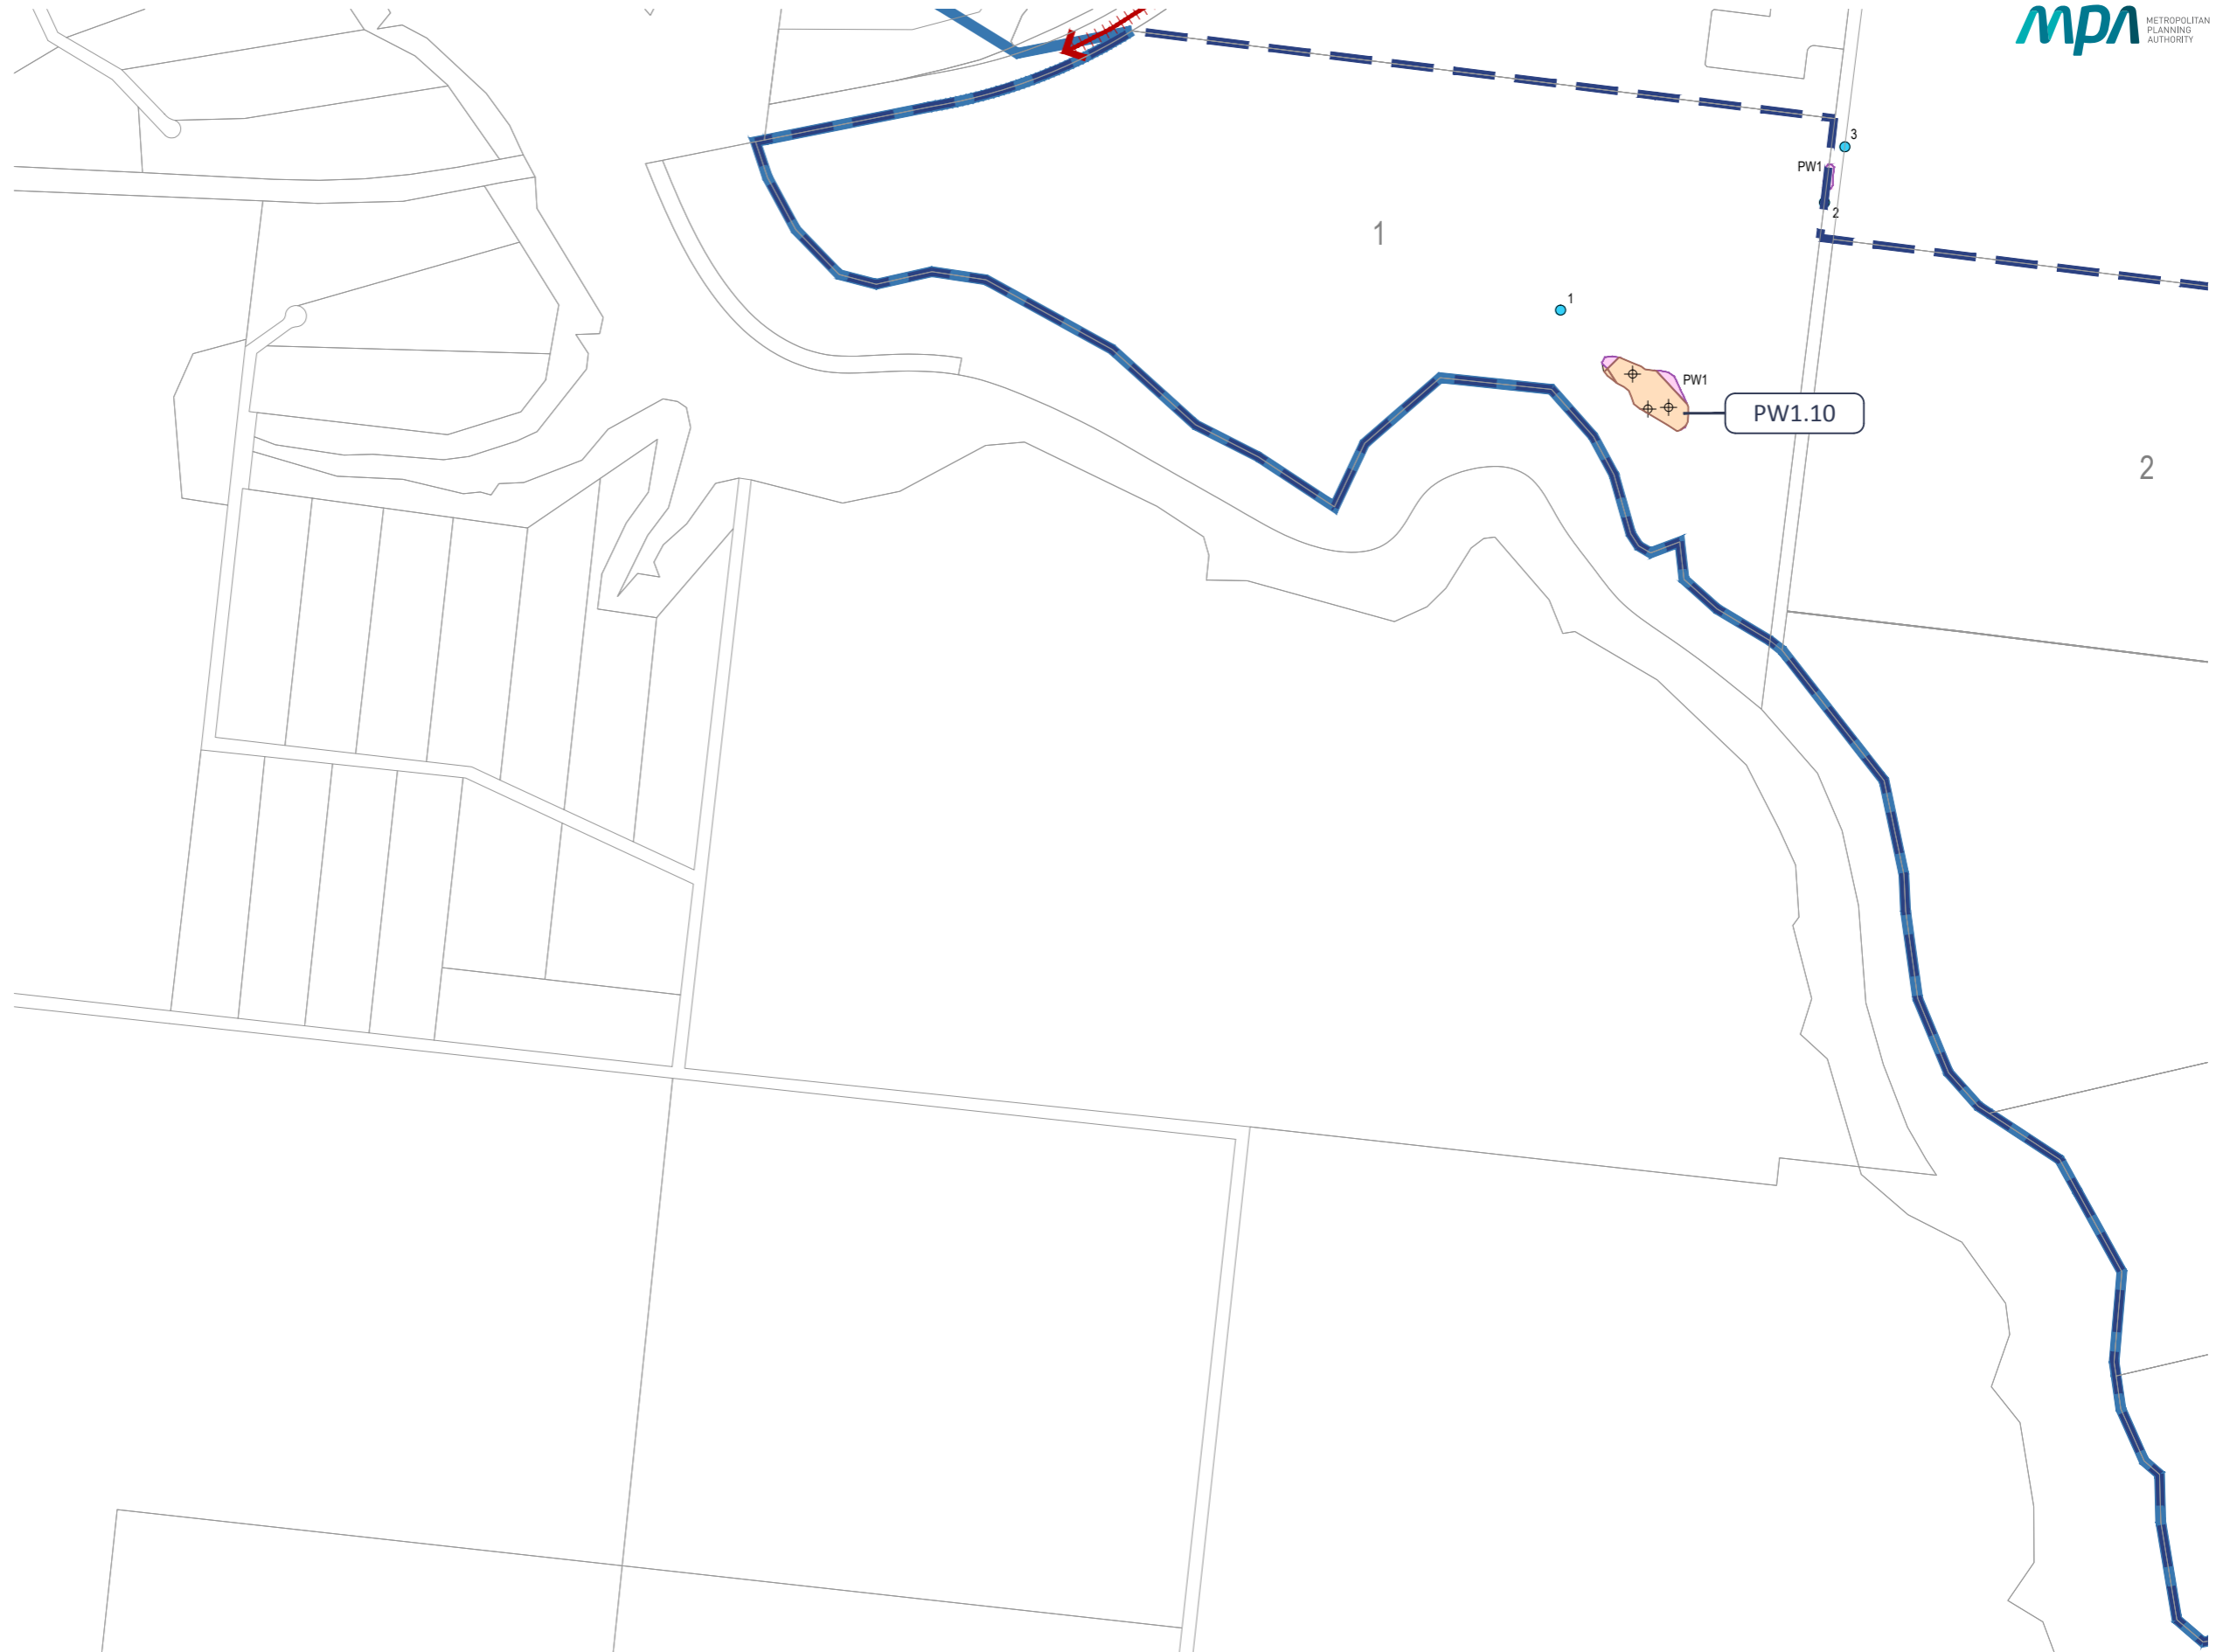 mpa
METROPOLITAN
PLANNING
AUTHORITY
3
PW1
2
1
1
PW1
PW1.10
2